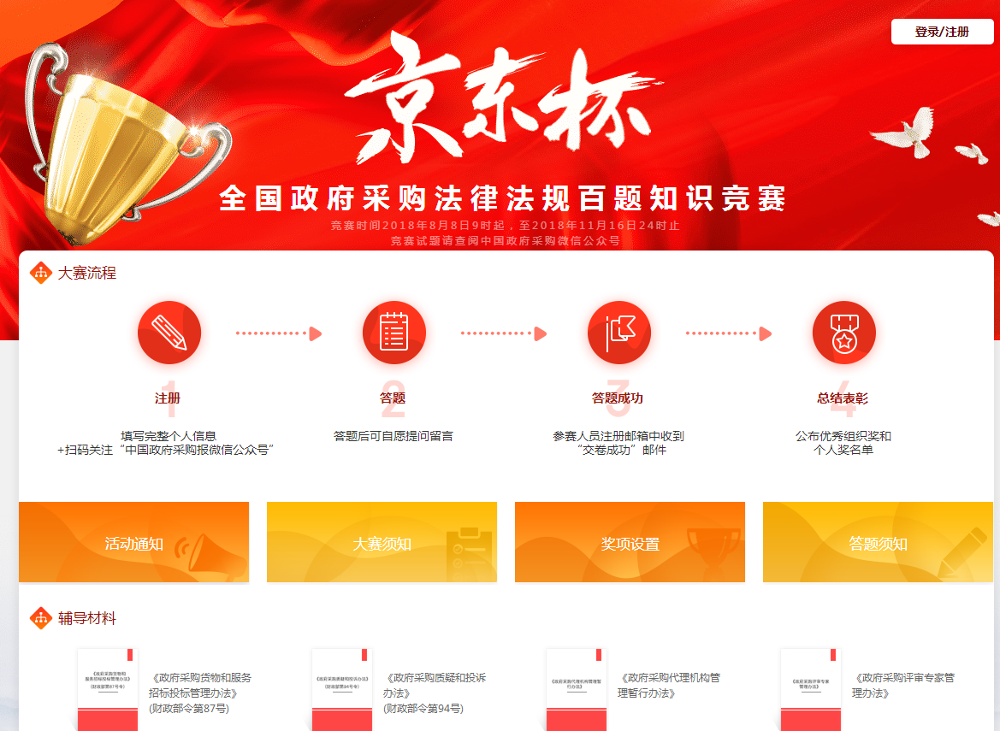 登录/注册
京东杯
全国政府采购法律法规百题知识竞赛
竞赛时间2018年8月8日9时起，至2018年11月16日24时止
竞赛试题请查阅中国政府采购微信公众号
大赛流程
1
注册
填写完整个人信息
+扫码关注“中国政府采购报微信公众号”
2
答题
答题后可自愿提问留言
3
答题成功
参赛人员注册邮箱中收到
“交卷成功”邮件
4
总结表彰
公布优秀组织奖和
个人奖名单
活动通知
大赛须知
奖项设置
答题须知
辅导材料
《政府采购货物和
服务招标投标管理办法》
(财政部第87号令)
《政府采购货物和服务
招标投标管理办法》
(财政部令第87号)
《政府采购质疑和投诉办法》
(财政部第94号令)
《政府采购质疑和投诉
办法》
(财政部令第94号)
《政府采购代理机构管理暂
行办法》
《政府采购代理机构管
理暂行办法》
《政府采购评审专家
管理办法》
《政府采购评审专家管
理办法》